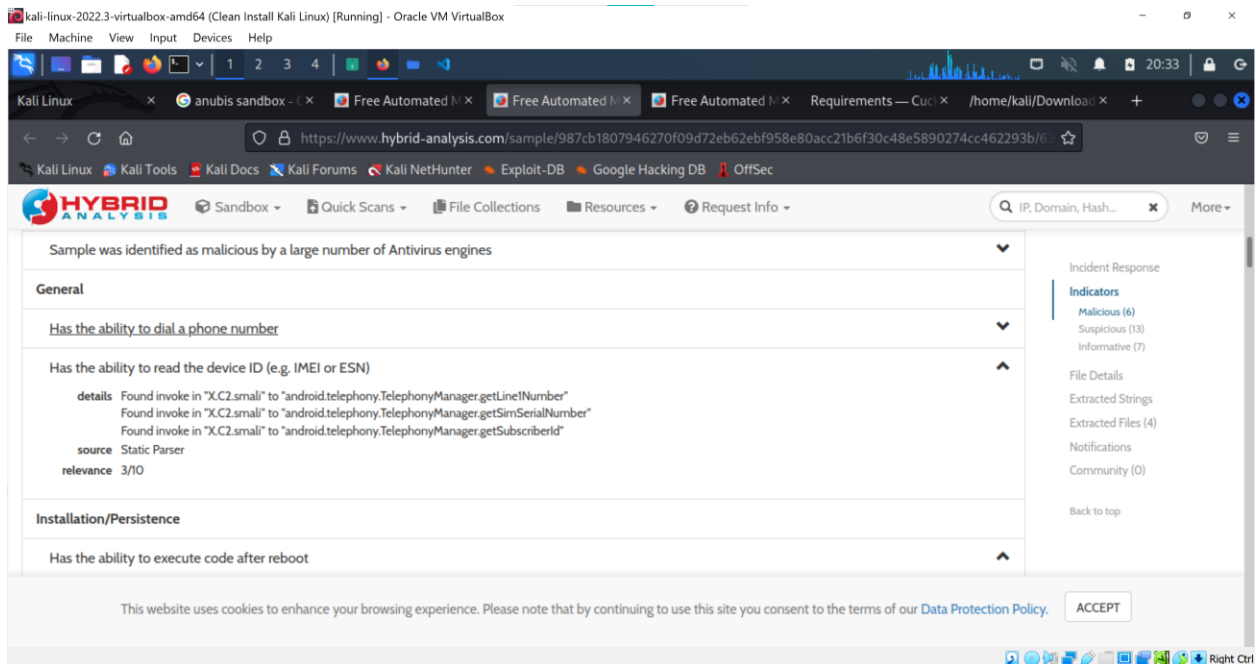 kali-linux-2022.3-virtualbox-amd64 (Clean Install Kali Linux) [Running] - Oracle VM VirtualBox
File Machine View Input Devices Help
1 2 3 4
20:33
Kali Linux
anubis sandbox -
Free Automated M
Free Automated M
Free Automated M
Requirements — Cuc
/home/kali/Download
https://www.hybrid-analysis.com/sample/987cb1807946270f09d72eb62ebf958e80acc21b6f30c48e5890274cc462293b/6
Kali Linux Kali Tools Kali Docs Kali Forums Kali NetHunter Exploit-DB Google Hacking DB OffSec
HYBRID
ANALYSIS
Sandbox Quick Scans File Collections Resources Request Info
IP, Domain, Hash...
More
Sample was identified as malicious by a large number of Antivirus engines
General
Has the ability to dial a phone number
Has the ability to read the device ID (e.g. IMEI or ESN)
details Found invoke in "X.C2.smali" to "android.telephony.TelephonyManager.getLine1Number"
Found invoke in "X.C2.smali" to "android.telephony.TelephonyManager.getSimSerialNumber"
Found invoke in "X.C2.smali" to "android.telephony.TelephonyManager.getSubscriberId"
source Static Parser
relevance 3/10
Installation/Persistence
Has the ability to execute code after reboot
Incident Response
Indicators
Malicious (6)
Suspicious (13)
Informative (7)
File Details
Extracted Strings
Extracted Files (4)
Notifications
Community (0)
Back to top
This website uses cookies to enhance your browsing experience. Please note that by continuing to use this site you consent to the terms of our Data Protection Policy.
ACCEPT
Right Ctrl